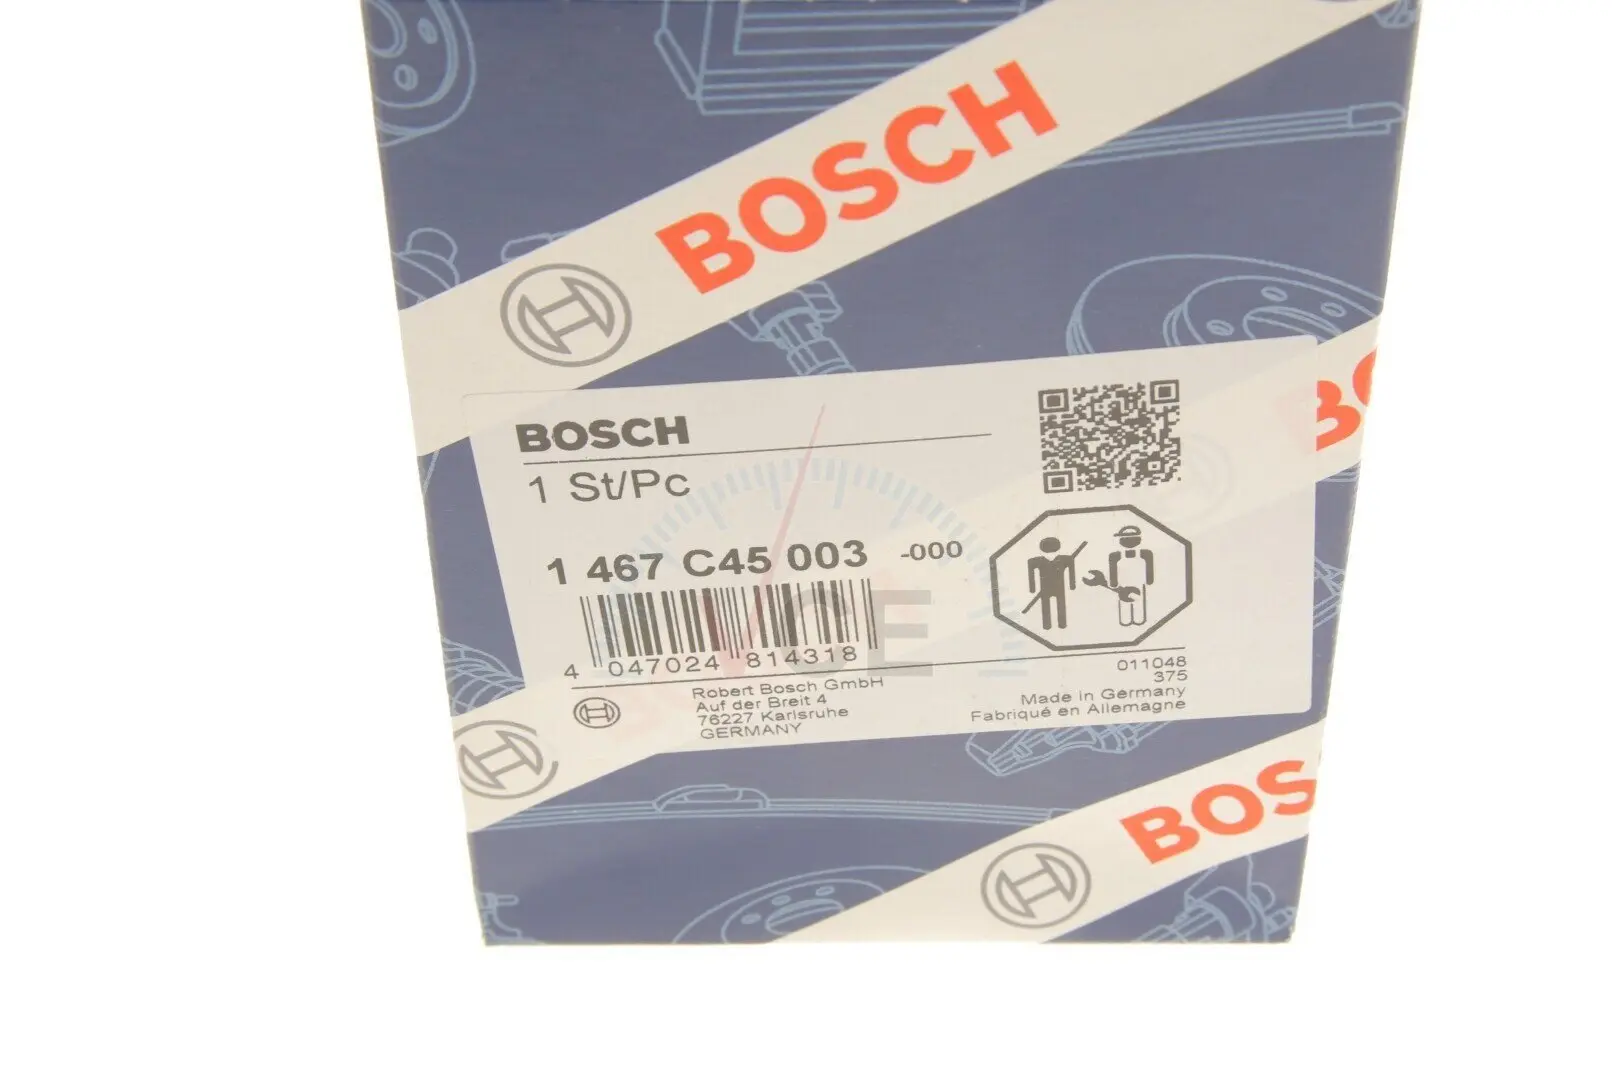 BOSCH
BOSCH
1 St/Pc
1 467 C45 003 -000
4 047024 814318
Robert Bosch GmbH
Auf der Breit 4
76227 Karlsruhe
GERMANY
011048
375
Made in Germany
Fabriqué en Allemagne
BO
BOS